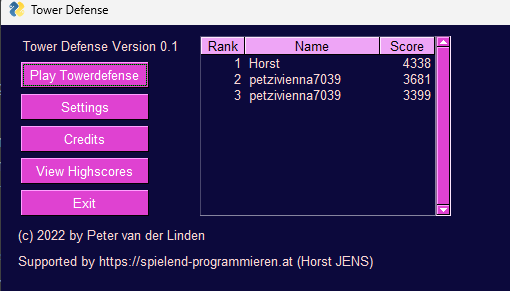 Tower Defense
Tower Defense Version 0.1
Play Towerdefense
Settings
Credits
View Highscores
Exit
Rank Name Score
1 Horst 4338
2 petzivienna7039 3681
3 petzivienna7039 3399
(c) 2022 by Peter van der Linden
Supported by https://spielend-programmieren.at (Horst JENS)